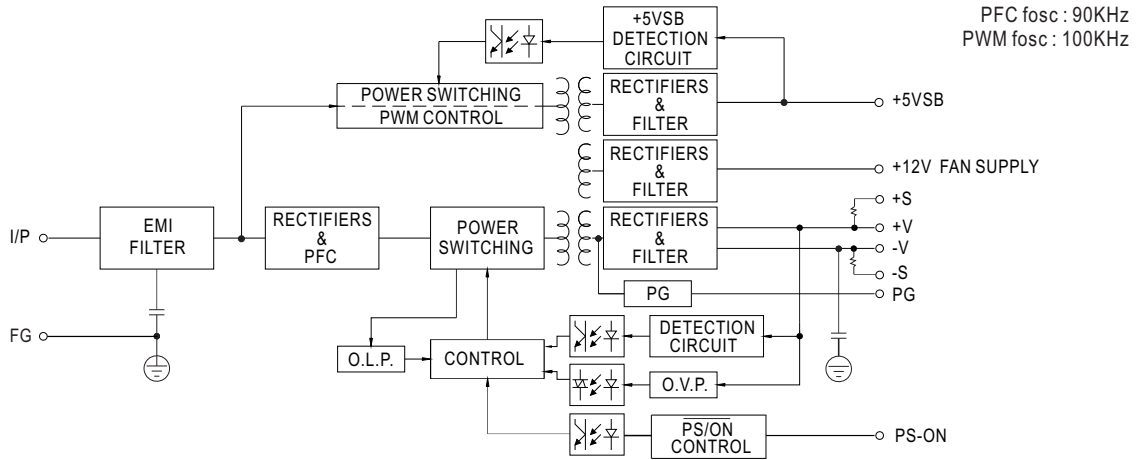 PFC fosc : 90KHz
PWM fosc : 100KHz
+5VSB
DETECTION
CIRCUIT
POWER SWITCHING
PWM CONTROL
RECTIFIERS
&
FILTER
+5VSB
RECTIFIERS
&
FILTER
+12V FAN SUPPLY
I/P
EMI
FILTER
RECTIFIERS
&
PFC
POWER
SWITCHING
RECTIFIERS
&
FILTER
+S
+V
-V
-S
PG
PG
FG
O.L.P.
CONTROL
DETECTION
CIRCUIT
O.V.P.
PS/ON
CONTROL
PS-ON